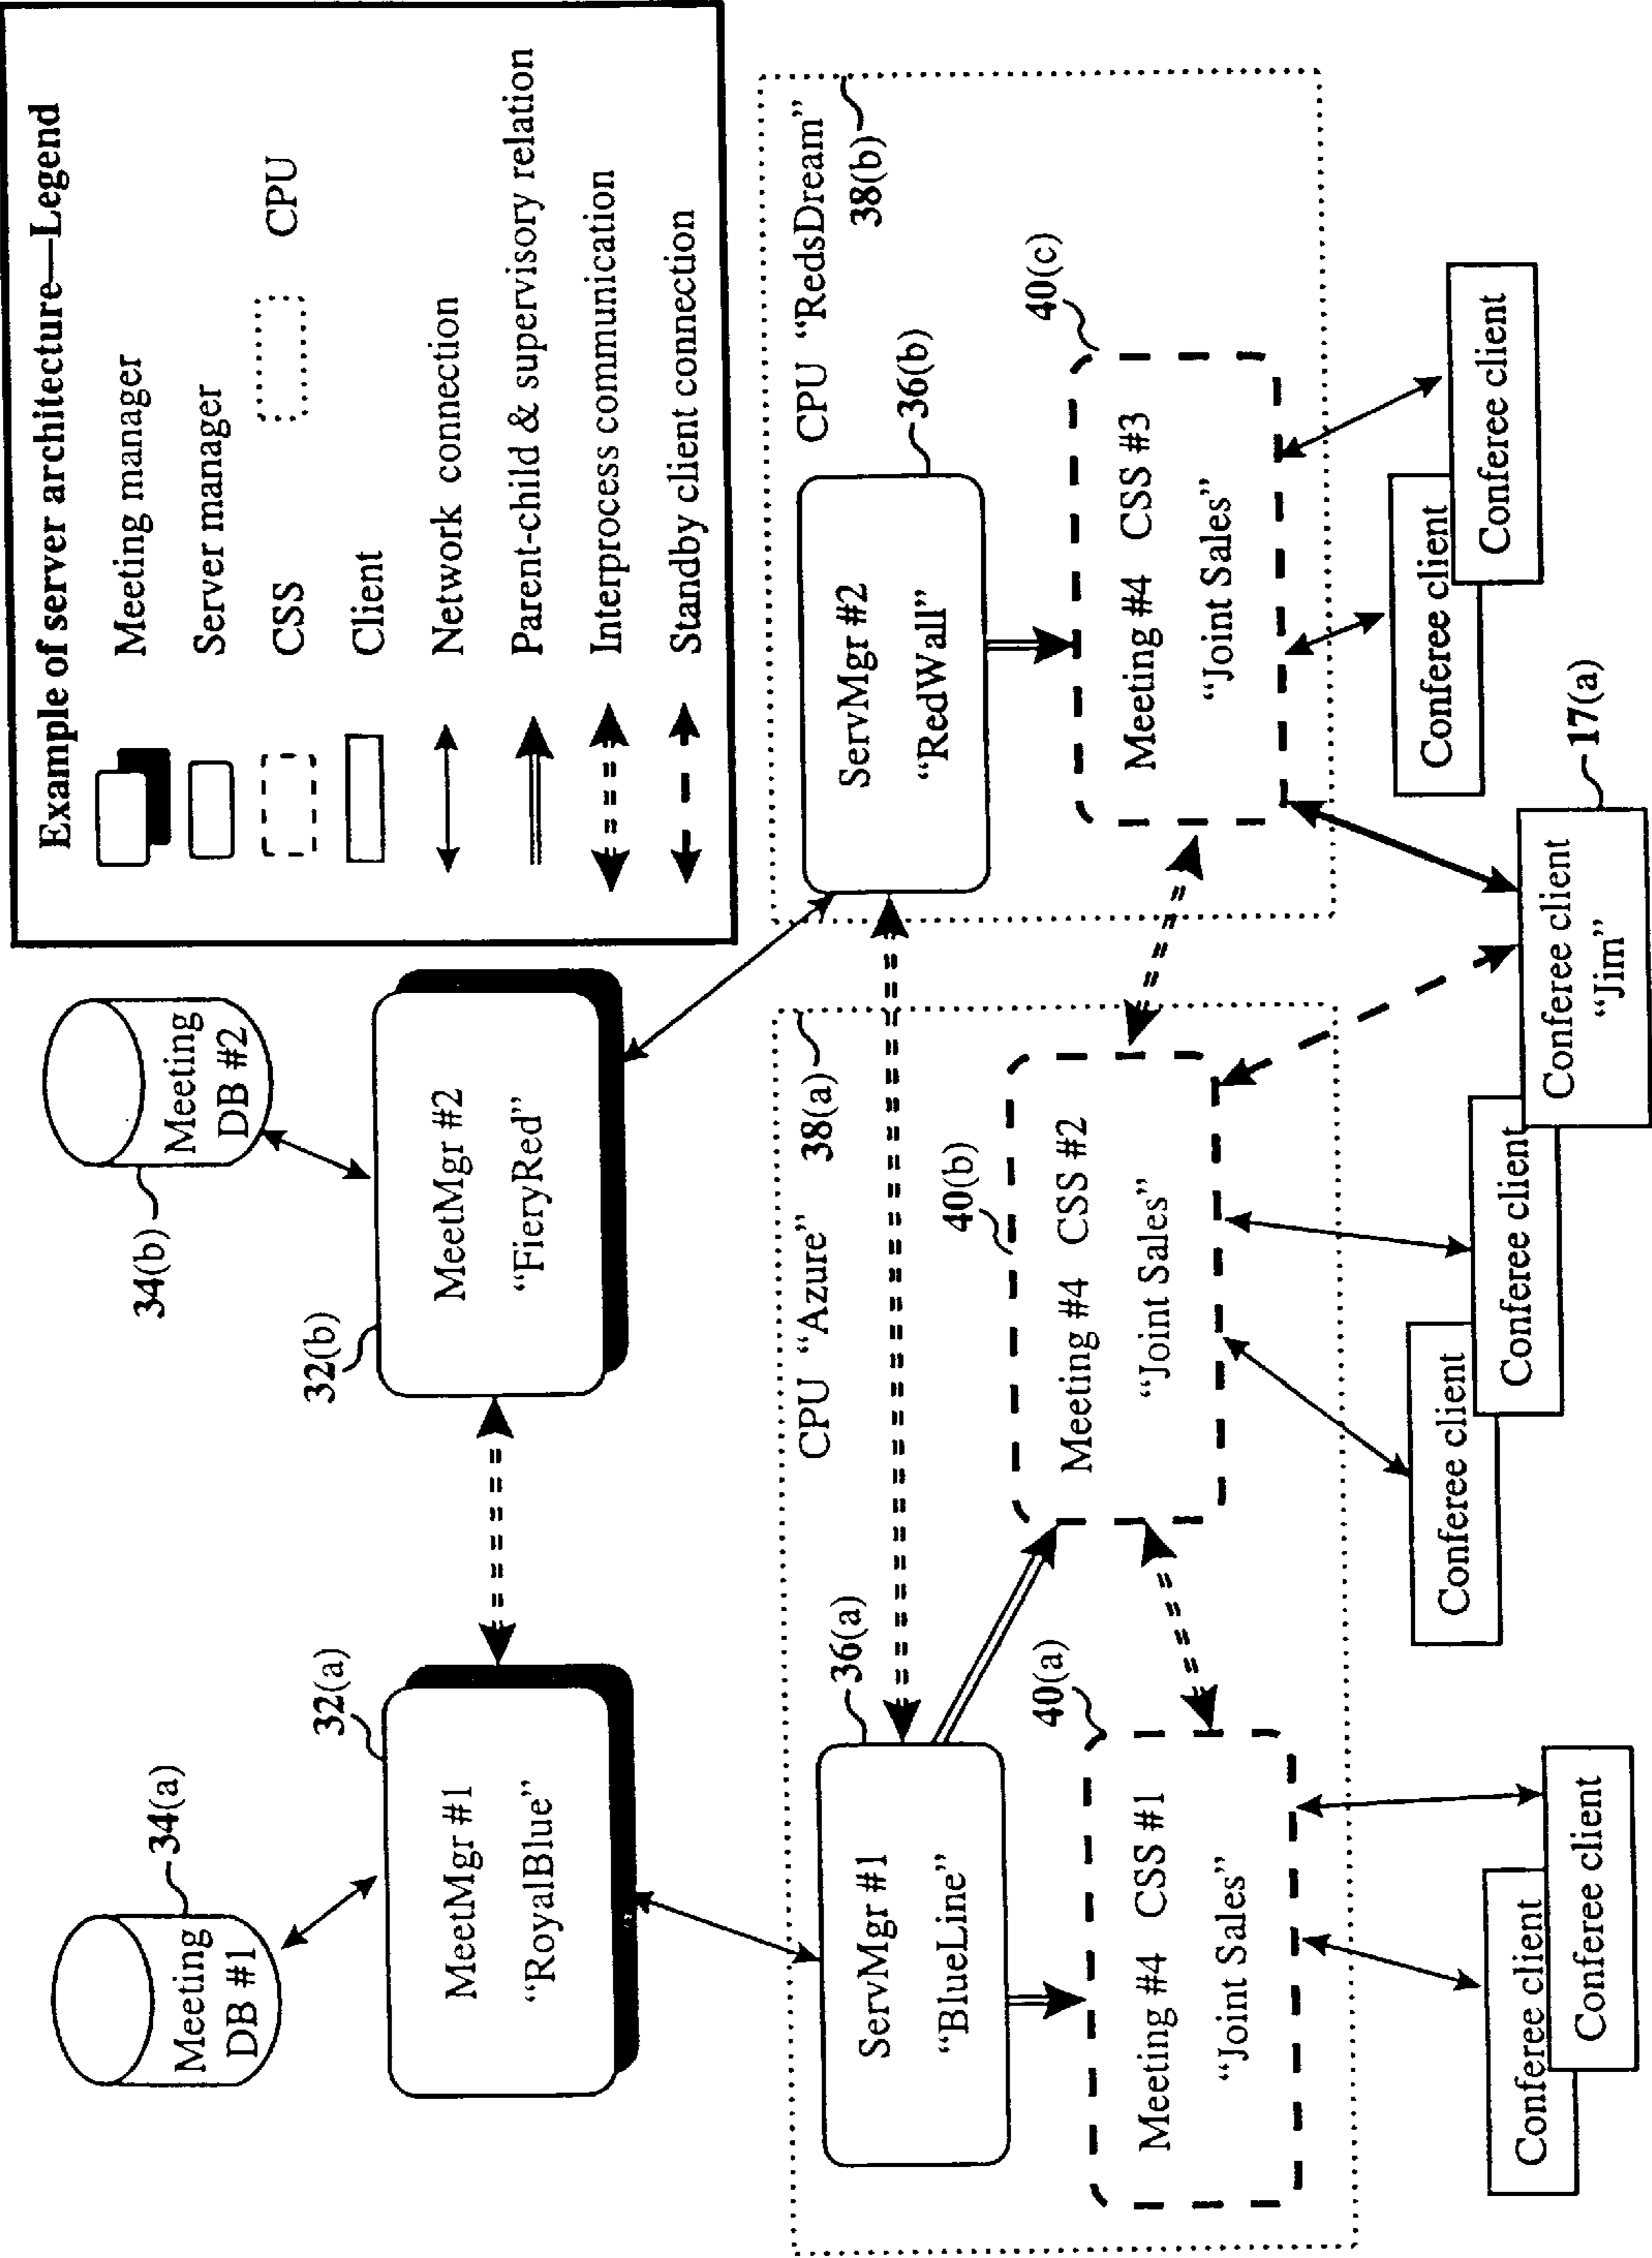 Example of server architecture—Legend
Meeting manager
Server manager
CSS
CPU
Client
Network connection
Parent-child & supervisory relation
Interprocess communication
Standby client connection
34(a)
Meeting
DB #1
34(b)
Meeting
DB #2
32(a)
MeetMgr #1
“RoyalBlue”
32(b)
MeetMgr #2
“FieryRed”
CPU “Azure”
38(a)
CPU “RedsDream”
38(b)
36(a)
ServMgr #1
“BlueLine”
ServMgr #2
“RedWall”
36(b)
40(a)
Meeting #4 CSS #1
“Joint Sales”
40(b)
Meeting #4 CSS #2
“Joint Sales”
40(c)
Meeting #4 CSS #3
“Joint Sales”
Conferee client
Conferee client
Conferee client
Conferee client
Conferee client
“Jim”
17(a)
Conferee client
Conferee client